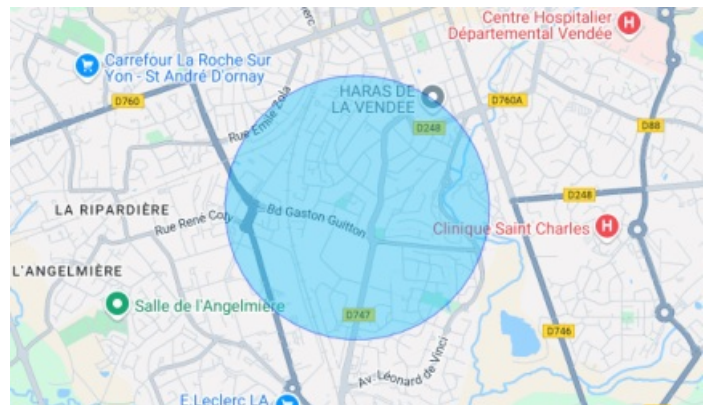 Centre Hospitalier
Départemental Vendée
Carrefour La Roche Sur
Yon - St André D'ornay
D760
HARAS DE
LA VENDEE
D760A
Rue Emile Zola
D248
D88
LA RIPARDIÈRE
Rue René Coty
Bd Gaston Guitton
D248
Clinique Saint Charles
L'ANGELMIÈRE
Salle de l'Angelmière
D747
D746
Av. Léonard de Vinci
E.Leclerc LA